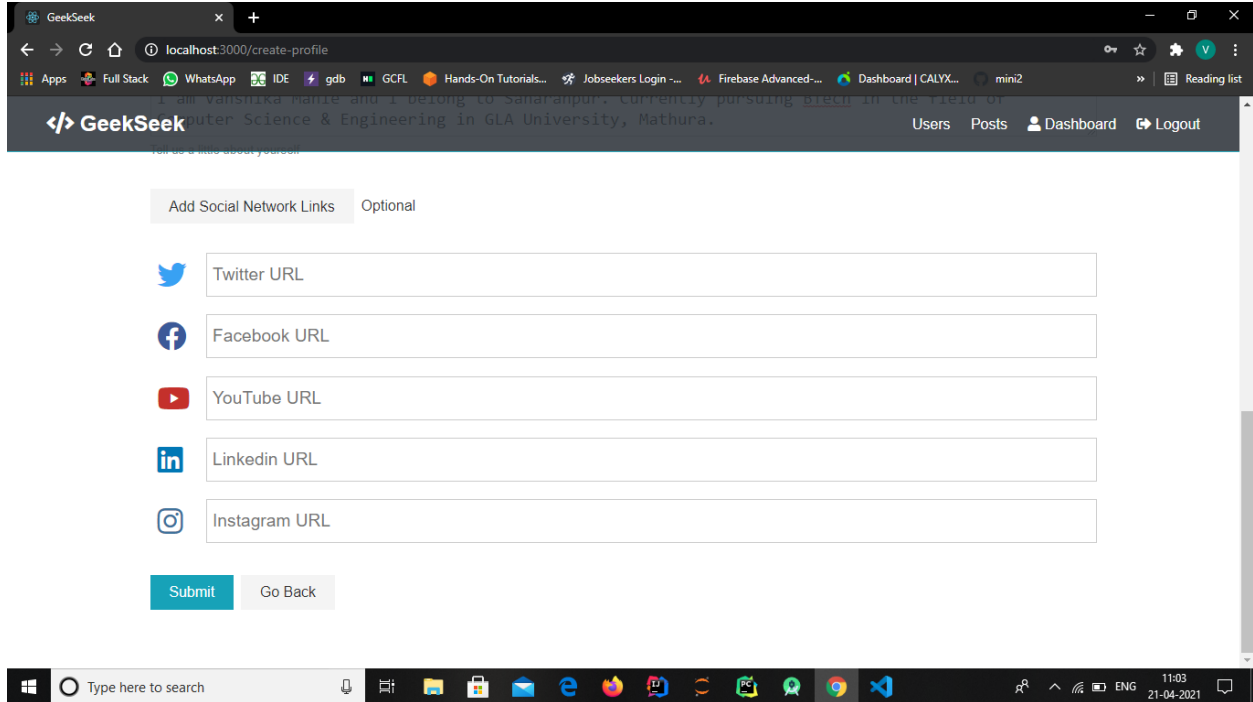 GeekSeek
localhost:3000/create-profile
Apps Full Stack WhatsApp IDE gdb GCFL Hands-On Tutorials... Jobseekers Login -... Firebase Advanced-... Dashboard | CALYX... mini2 » Reading list
I am Vanshika Mahie and I belong to Saharanpur. Currently pursuing BTech in the field of
</> GeekSeek Users Posts Dashboard Logout
puter Science & Engineering in GLA University, Mathura.
Tell us a little about yourself
Add Social Network Links Optional
Twitter URL
Facebook URL
YouTube URL
Linkedin URL
Instagram URL
Submit Go Back
Type here to search
ENG
11:03
21-04-2021